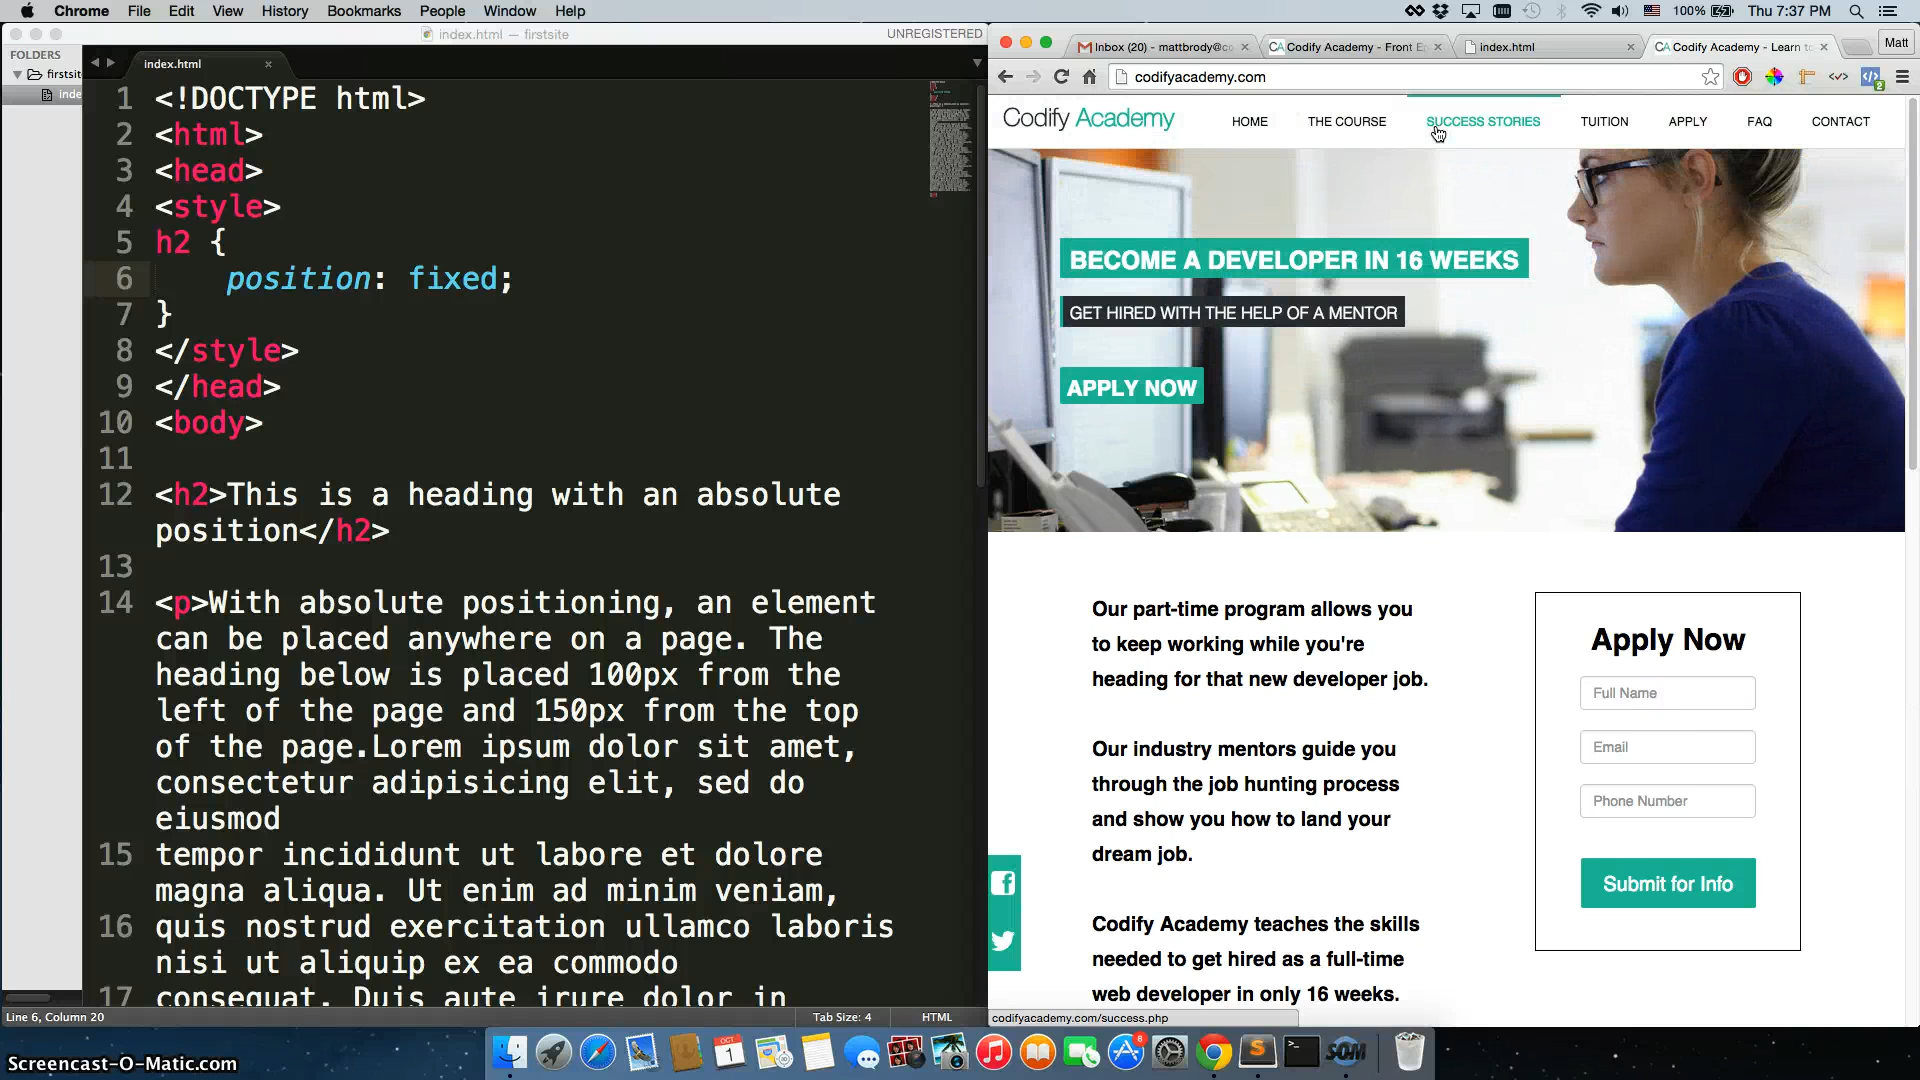 Chrome File Edit View History Bookmarks People Window Help
100% Thu 7:37 PM
index.html — firstsite
UNREGISTERED
FOLDERS
firstsit
inde
index.html
1 <!DOCTYPE html>
2 <html>
3 <head>
4 <style>
5 h2 {
6 position: fixed;
7 }
8 </style>
9 </head>
10 <body>
11
12 <h2>This is a heading with an absolute
position</h2>
13
14 <p>With absolute positioning, an element
can be placed anywhere on a page. The
heading below is placed 100px from the
left of the page and 150px from the top
of the page.Lorem ipsum dolor sit amet,
consectetur adipisicing elit, sed do
eiusmod
15 tempor incididunt ut labore et dolore
magna aliqua. Ut enim ad minim veniam,
16 quis nostrud exercitation ullamco laboris
nisi ut aliquip ex ea commodo
17 consequat. Duis aute irure dolor in
Line 6, Column 20
Tab Size: 4
HTML
Inbox (20) - mattbrody@co
CA Codify Academy - Front E
index.html
CA Codify Academy - Learn to
Matt
codifyacademy.com
Codify Academy
HOME THE COURSE SUCCESS STORIES TUITION APPLY FAQ CONTACT
BECOME A DEVELOPER IN 16 WEEKS
GET HIRED WITH THE HELP OF A MENTOR
APPLY NOW
Our part-time program allows you
to keep working while you're
heading for that new developer job.
Our industry mentors guide you
through the job hunting process
and show you how to land your
dream job.
Codify Academy teaches the skills
needed to get hired as a full-time
web developer in only 16 weeks.
Apply Now
Full Name
Email
Phone Number
Submit for Info
codifyacademy.com/success.php
OCT
1
8
SOM
Screencast-O-Matic.com